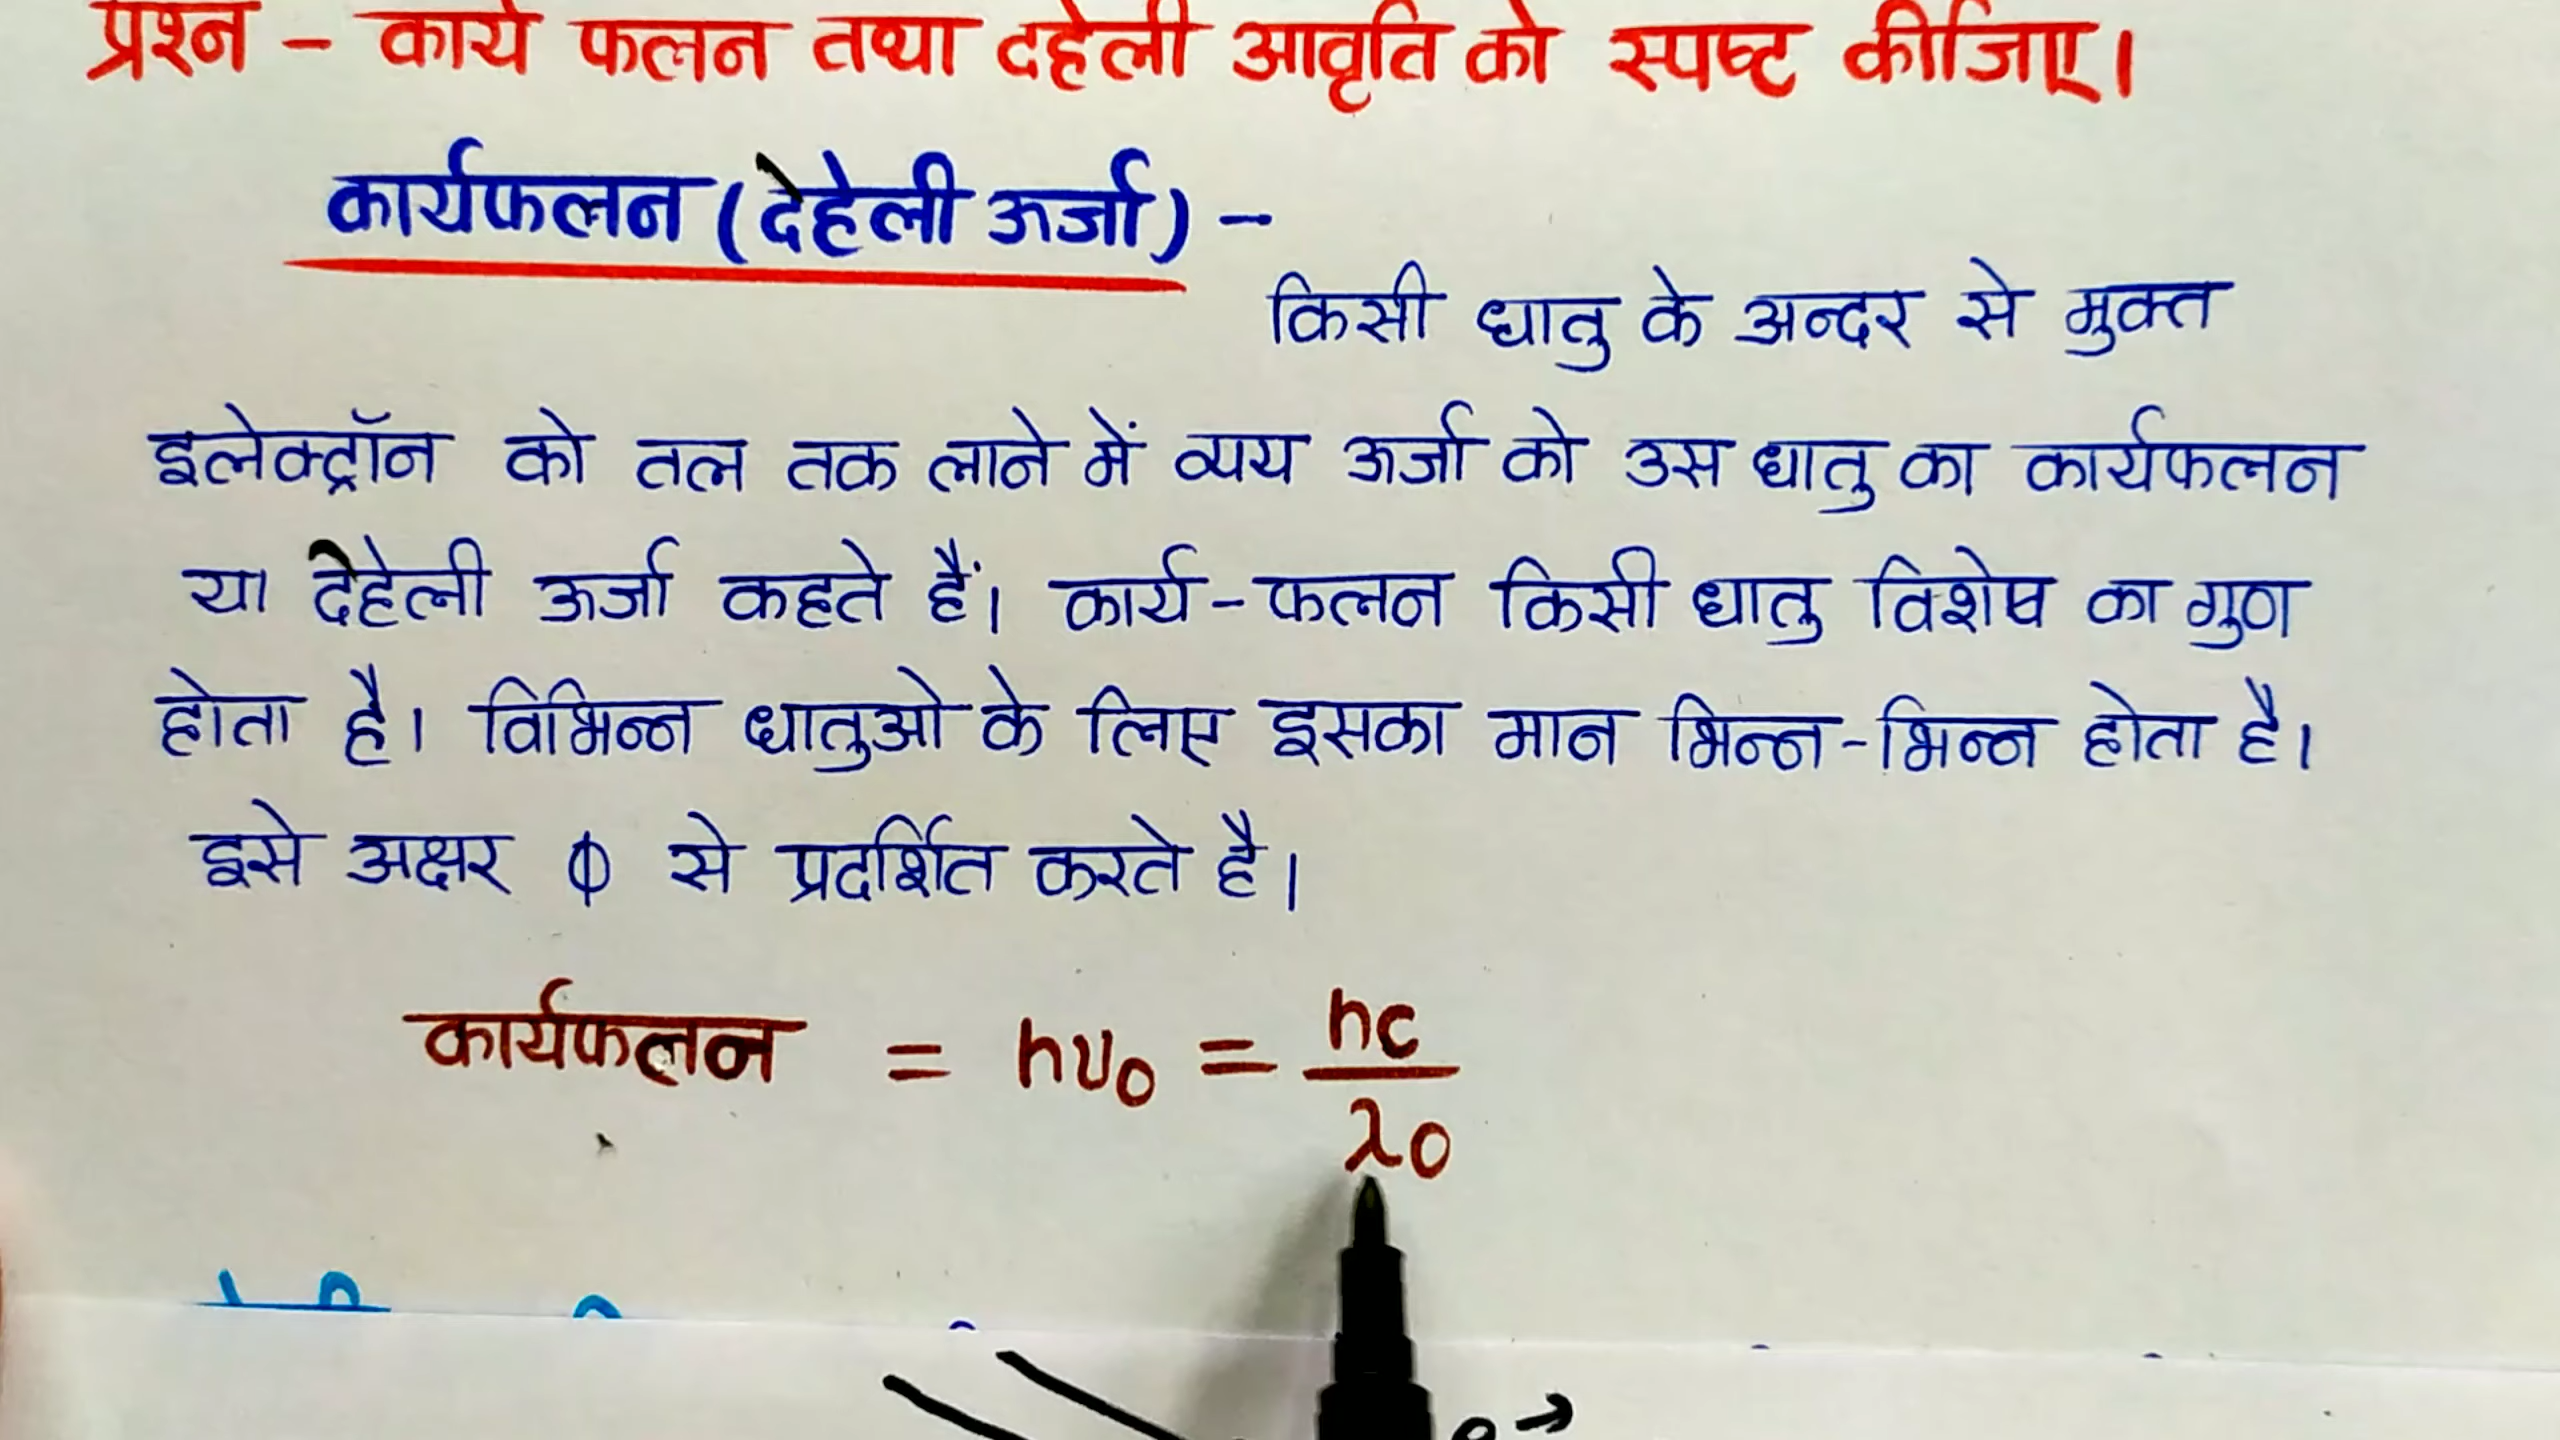 प्रश्न - कार्य फलन तथा दहेली आवृति को स्पष्ट कीजिए।
कार्यफलन (देहेली ऊर्जा) -
किसी धातु के अन्दर से मुक्त
इलेक्ट्रॉन को तल तक लाने में व्यय ऊर्जा को उस धातु का कार्यफलन
या देहेली ऊर्जा कहते हैं। कार्य-फलन किसी धातु विशेष का गुण
होता है। विभिन्न धातुओ के लिए इसका मान भिन्न-भिन्न होता है।
इसे अक्षर ϕ से प्रदर्शित करते है।
कार्यफलन = hν₀ = hc
λ₀